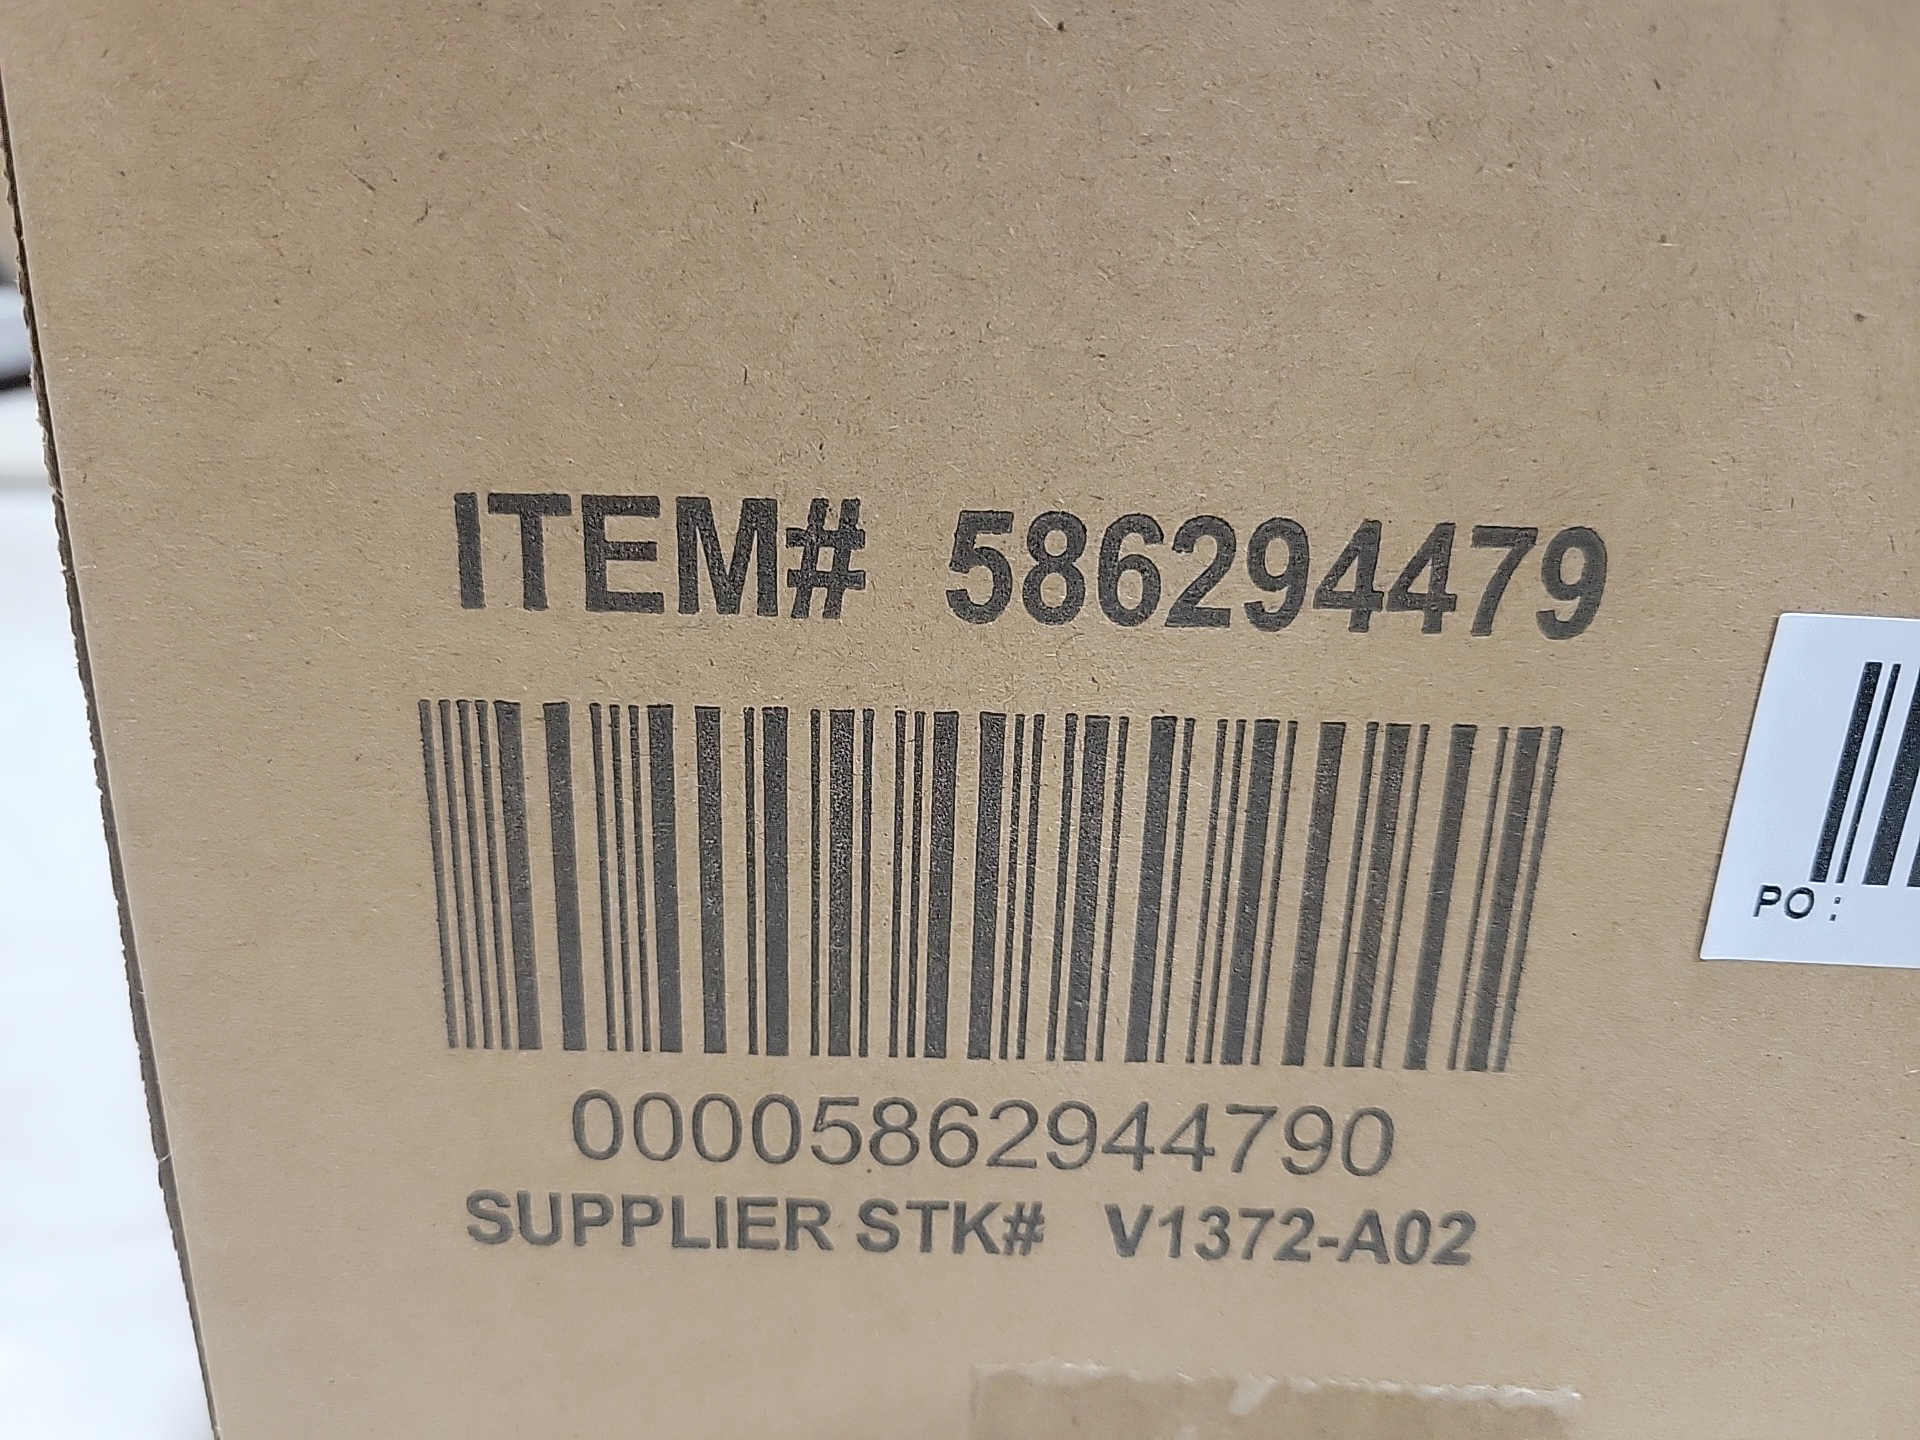 ITEM# 586294479
00005862944790
SUPPLIER STK# V1372-A02
PO :